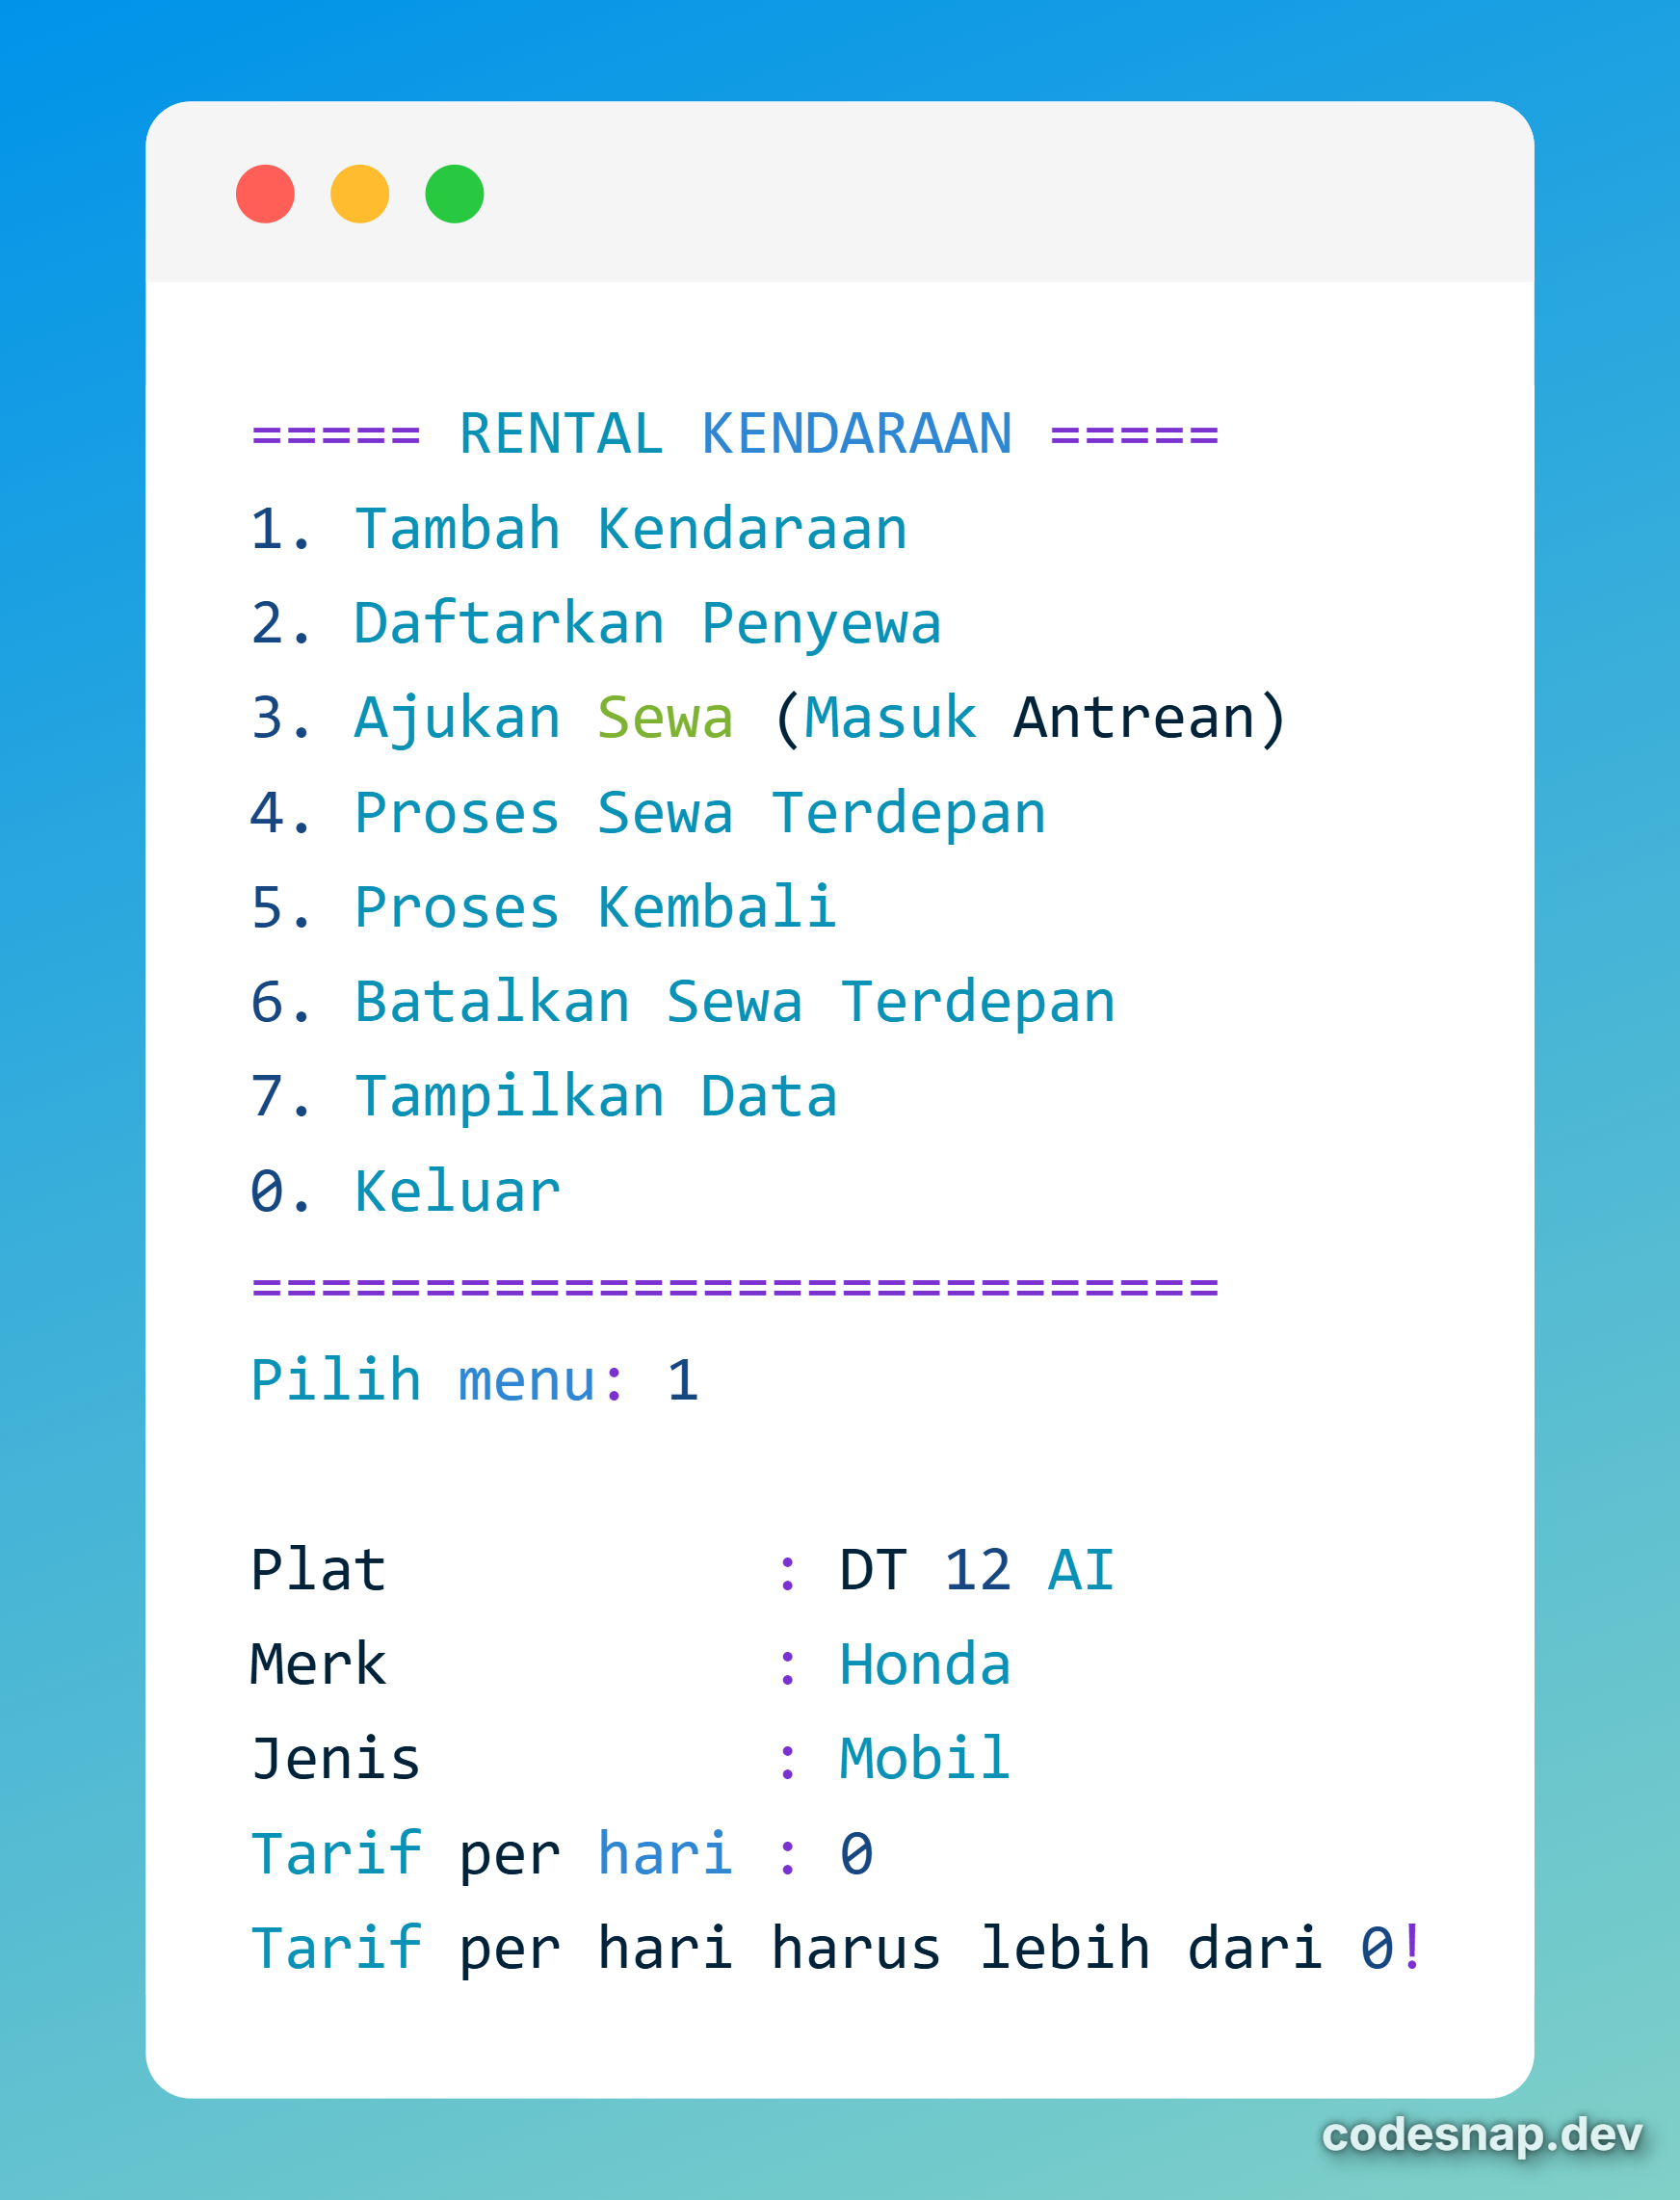 ===== RENTAL KENDARAAN =====
1. Tambah Kendaraan
2. Daftarkan Penyewa
3. Ajukan Sewa (Masuk Antrean)
4. Proses Sewa Terdepan
5. Proses Kembali
6. Batalkan Sewa Terdepan
7. Tampilkan Data
0. Keluar
============================
Pilih menu: 1
Plat           : DT 12 AI
Merk           : Honda
Jenis          : Mobil
Tarif per hari : 0
Tarif per hari harus lebih dari 0!
codesnap.dev